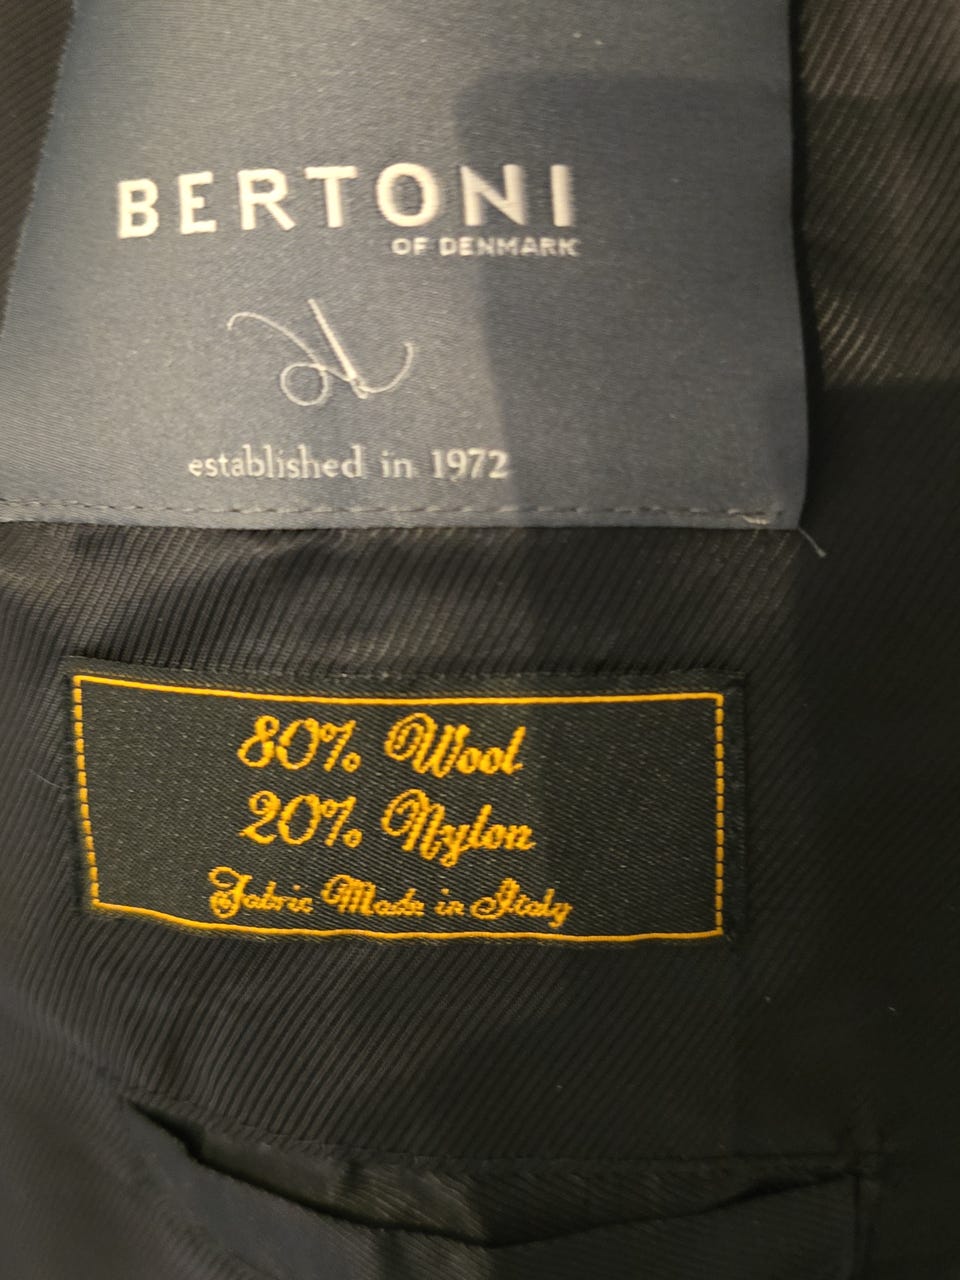 BERTONI
OF DENMARK
established in 1972
80% Wool
20% Nylon
Fabric Made in Italy